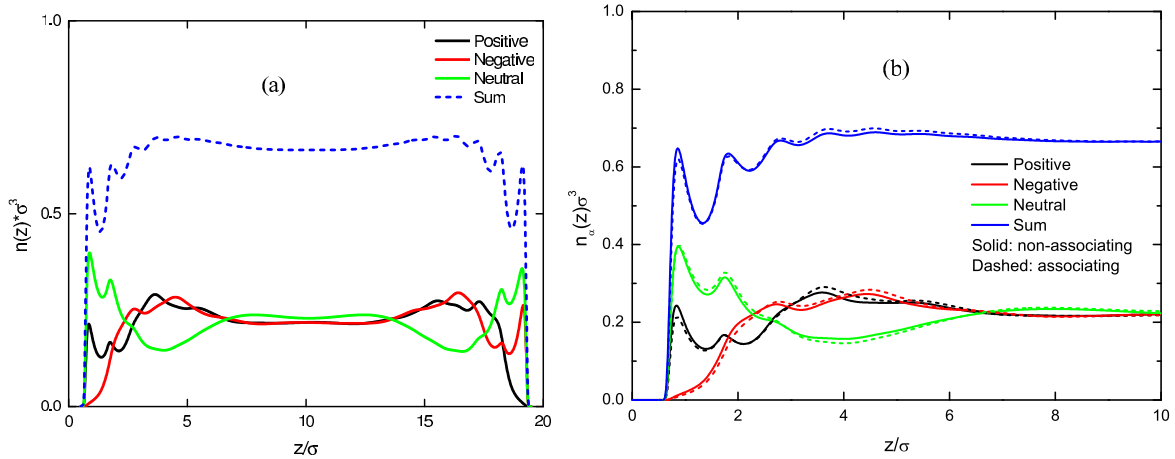 1.0
0.5
0.0
n(z)*σ³
0
5
10
15
20
z/σ
(a)
Positive
Negative
Neutral
Sum
1.0
0.8
0.6
0.4
0.2
0.0
n_α(z)σ³
0
2
4
6
8
10
z/σ
(b)
Positive
Negative
Neutral
Sum
Solid: non-associating
Dashed: associating